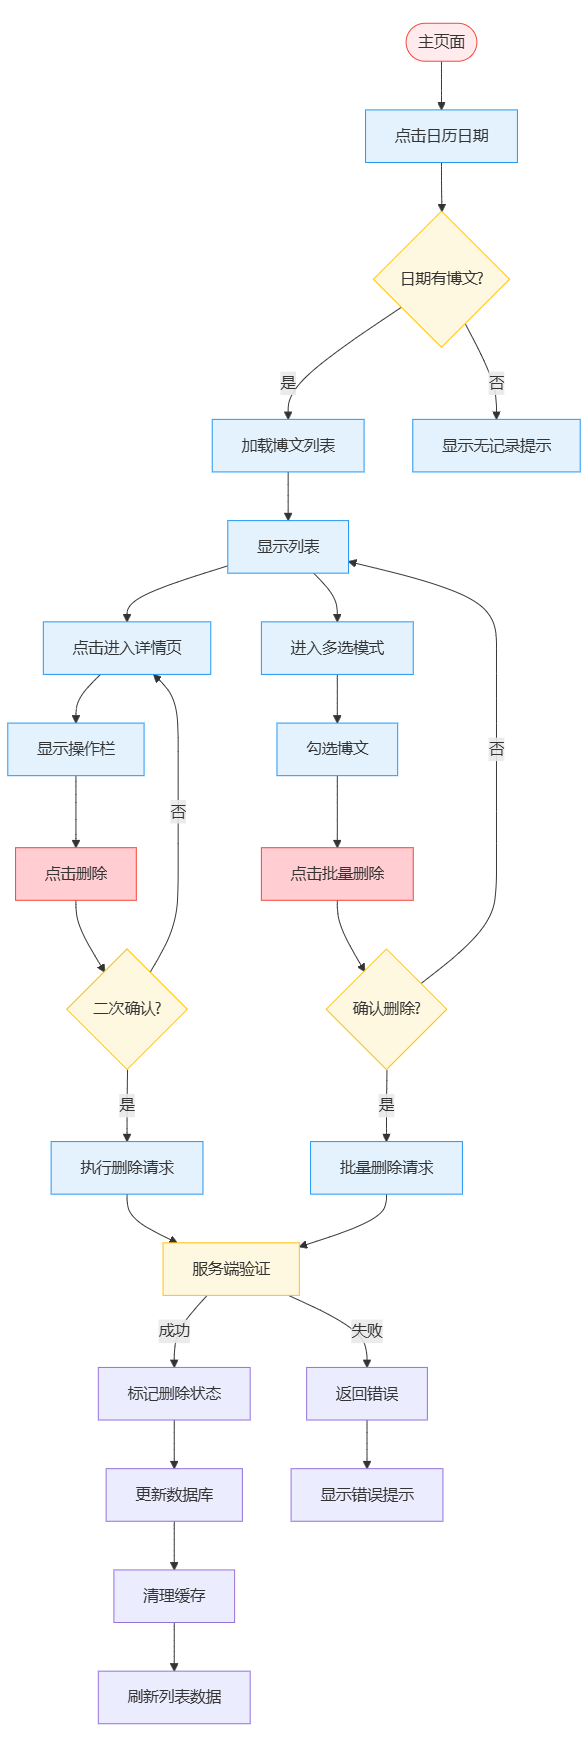 主页面
点击日历日期
日期有博文?
是
否
加载博文列表
显示无记录提示
显示列表
点击进入详情页
进入多选模式
显示操作栏
勾选博文
否
否
点击删除
点击批量删除
二次确认?
确认删除?
是
是
执行删除请求
批量删除请求
服务端验证
成功
失败
标记删除状态
返回错误
更新数据库
显示错误提示
清理缓存
刷新列表数据